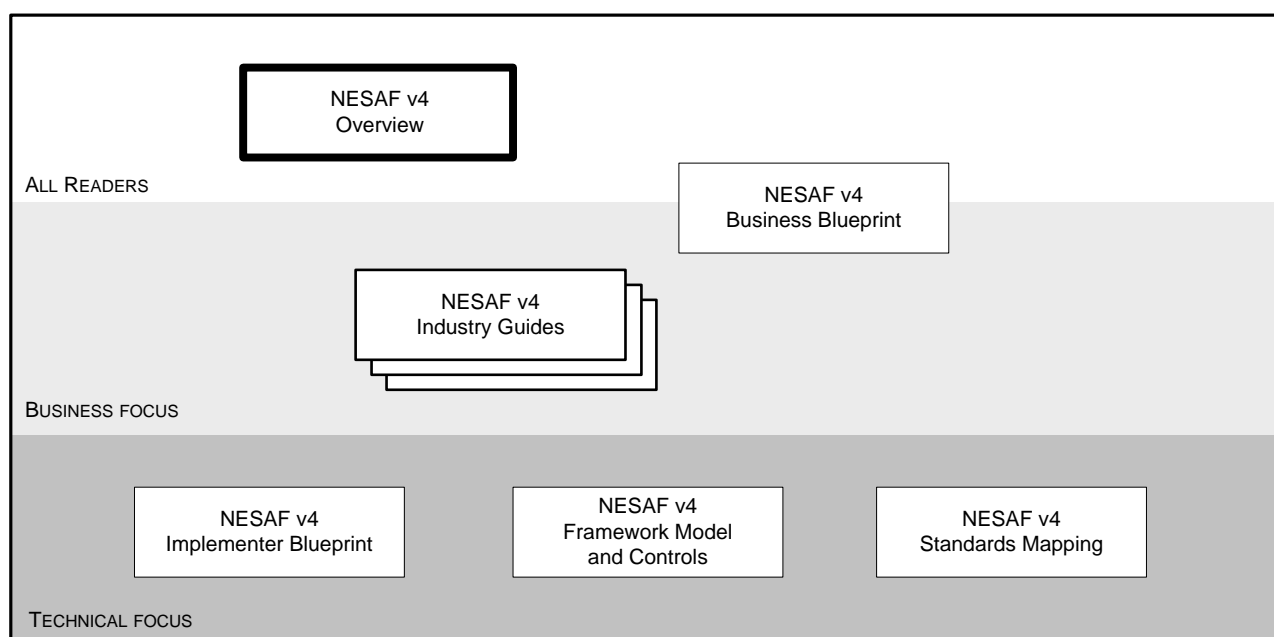 NESAF v4
Overview
ALL READERS
NESAF v4
Business Blueprint
NESAF v4
Industry Guides
BUSINESS FOCUS
NESAF v4
Implementer Blueprint
NESAF v4
Framework Model
and Controls
NESAF v4
Standards Mapping
TECHNICAL FOCUS